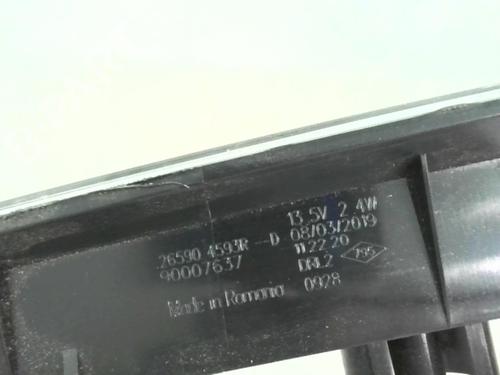 13.5V 2.4W
26590 4593R--D 08/03/2019
90007637 11.22.20
DRL2
Made in Romania 0928